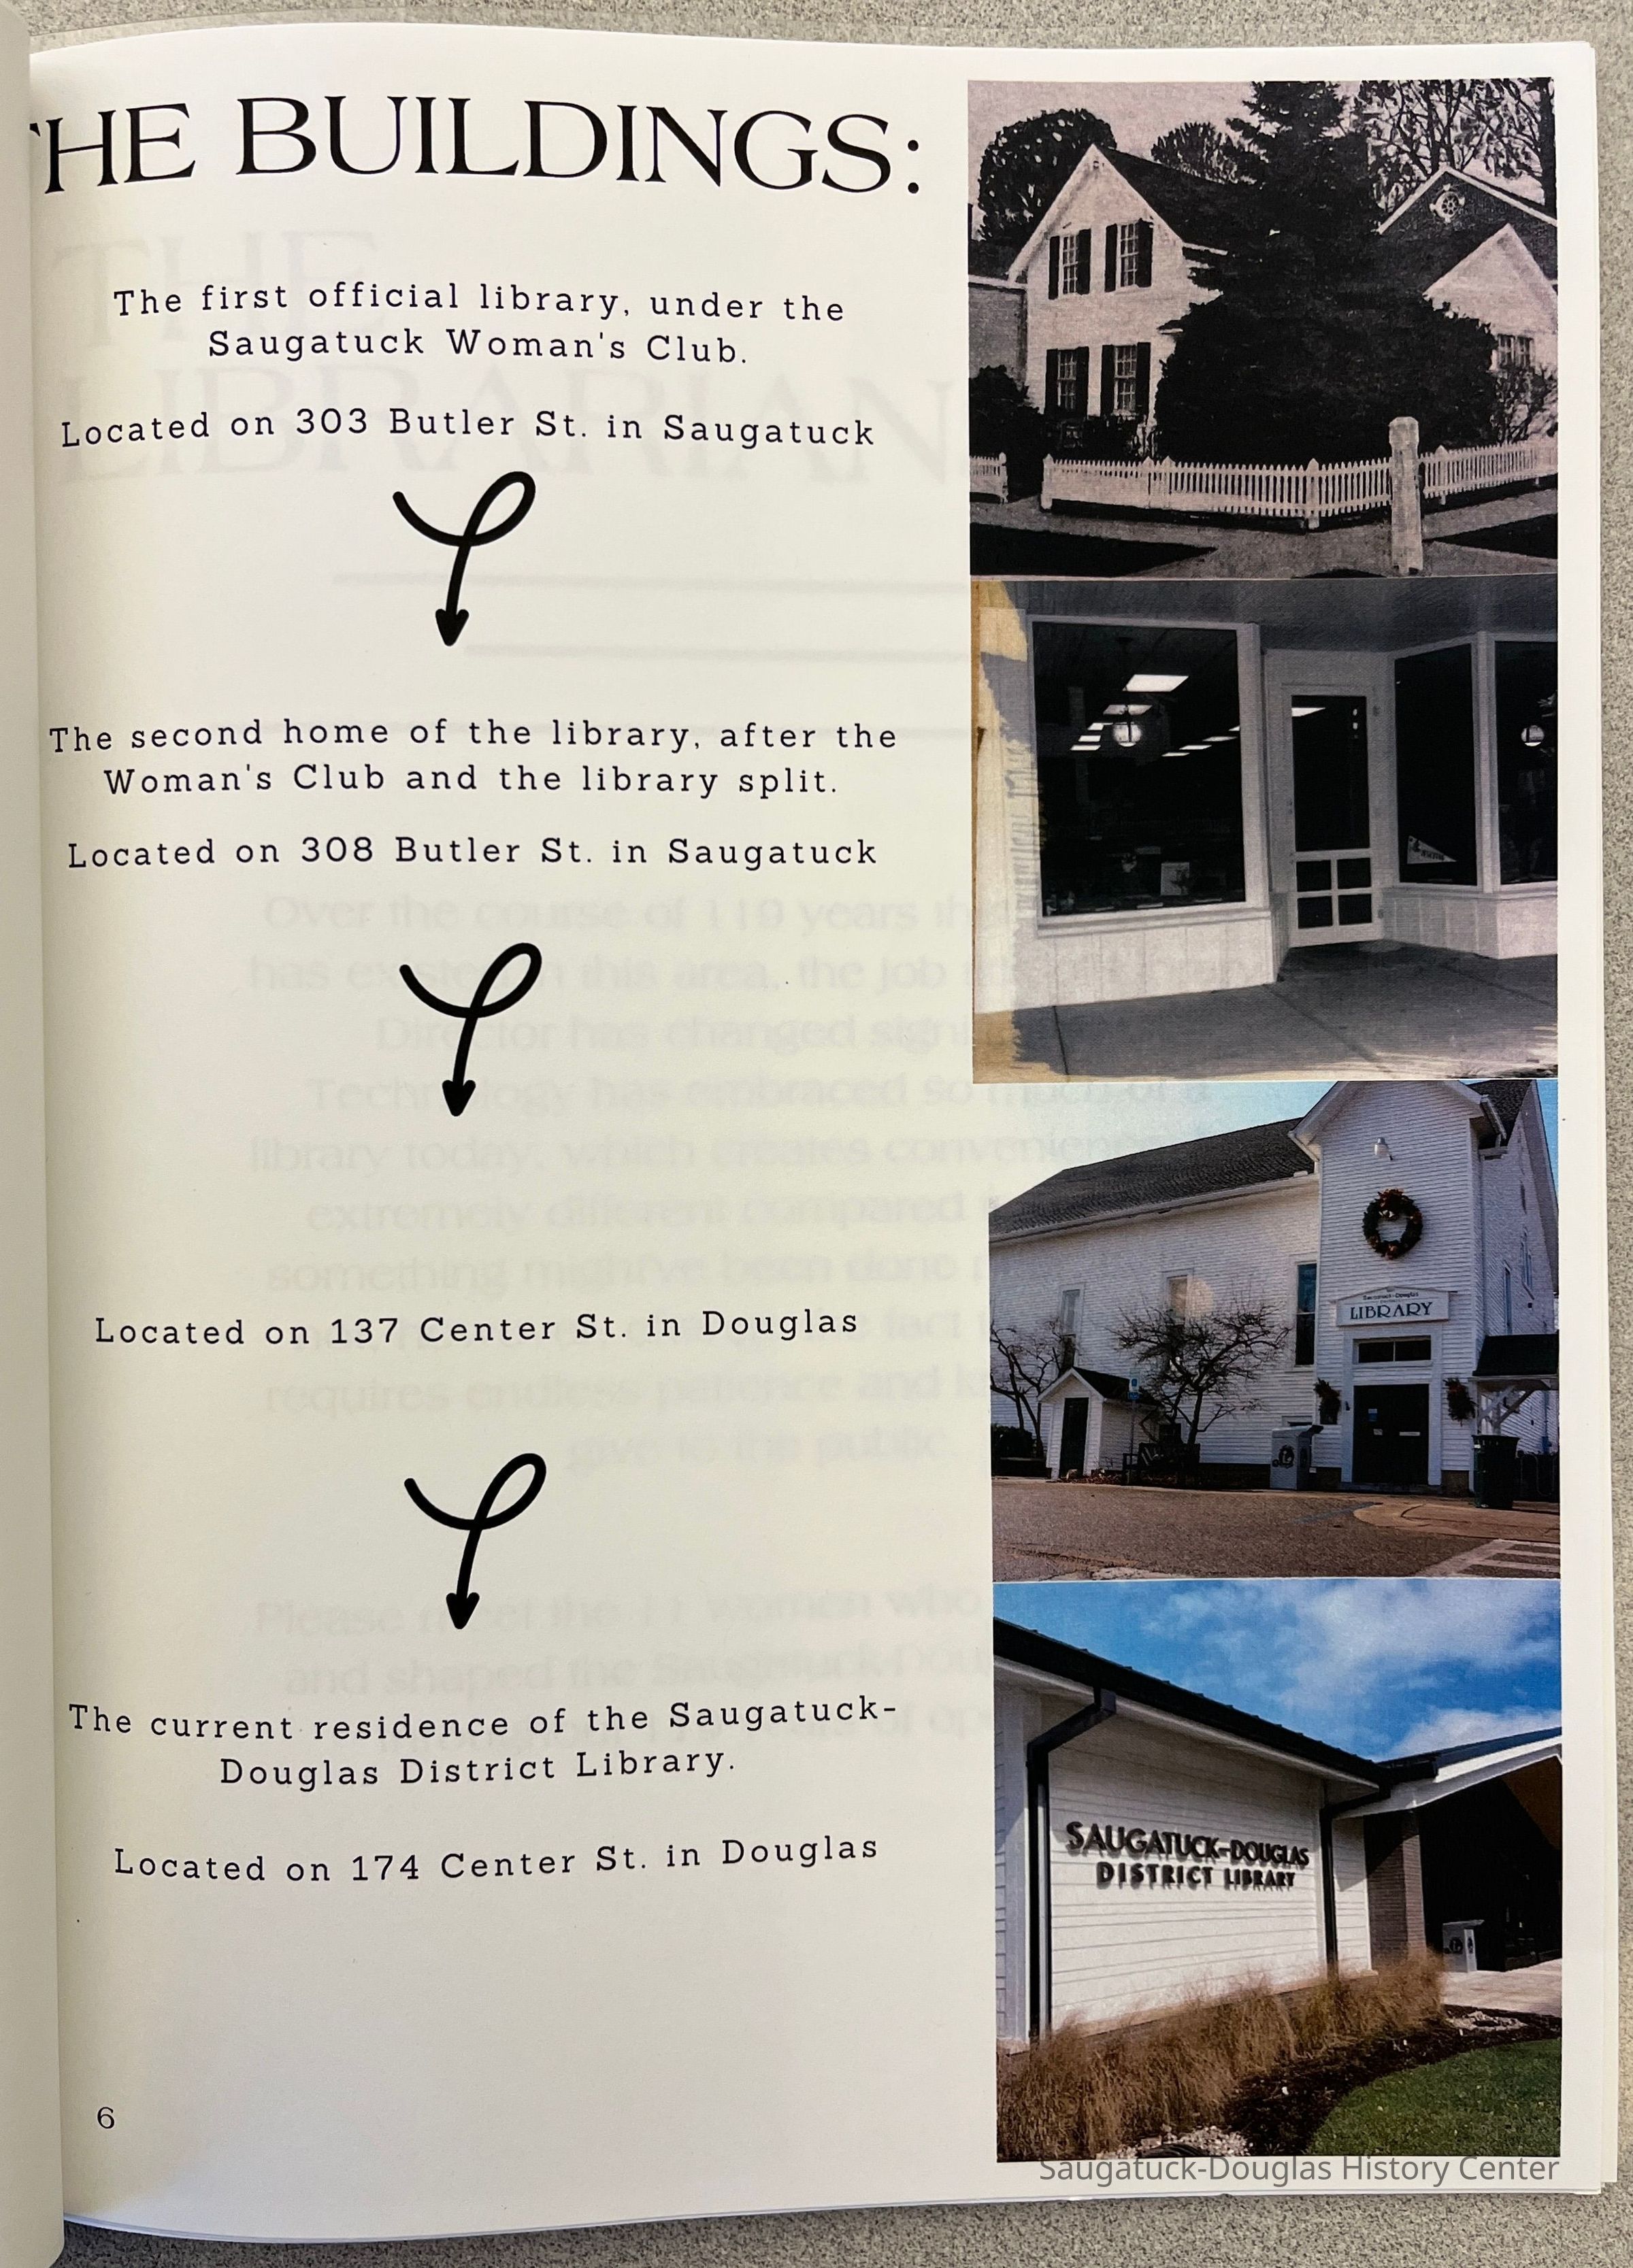 THE BUILDINGS:
The first official library, under the
Saugatuck Woman's Club.
Located on 303 Butler St. in Saugatuck
The second home of the library, after the
Woman's Club and the library split.
Located on 308 Butler St. in Saugatuck
Located on 137 Center St. in Douglas
The current residence of the Saugatuck-
Douglas District Library.
Located on 174 Center St. in Douglas
6
Saugatuck-Douglas
LIBRARY
SAUGATUCK-DOUGLAS
DISTRICT LIBRARY
Saugatuck-Douglas History Center